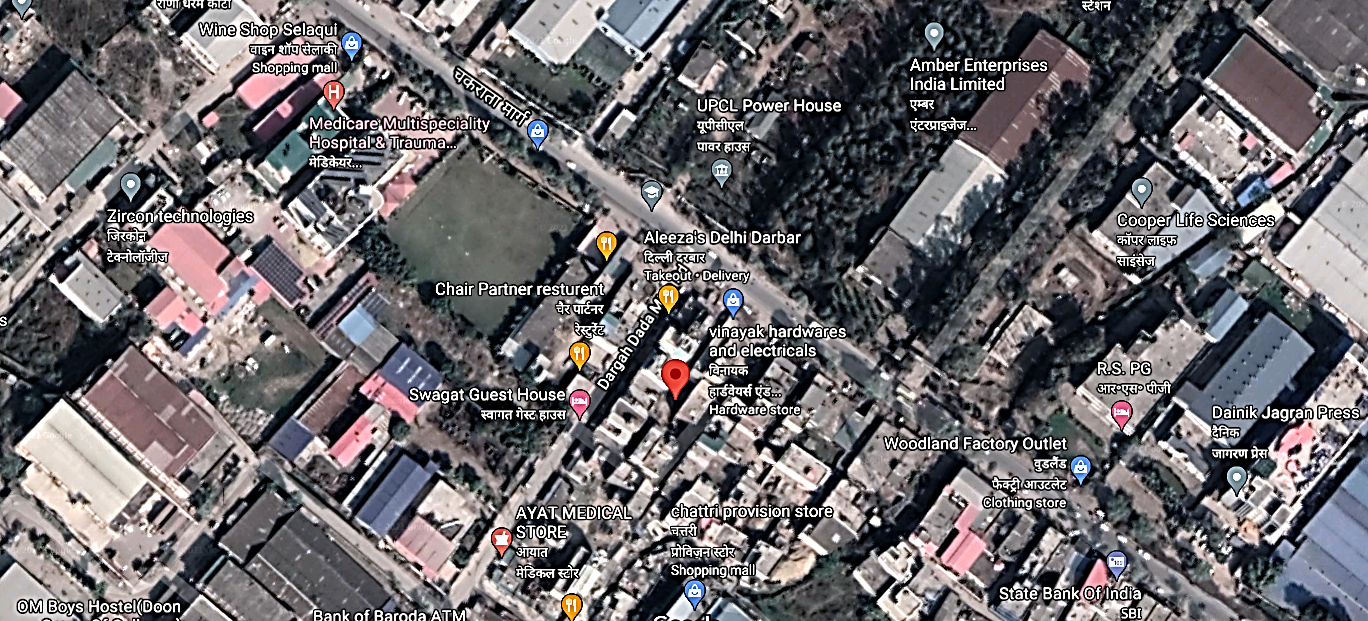 राणा धरम कांटा
Wine Shop Selaqui
वाइन शॉप सेलाकी
Shopping mall
Medicare Multispeciality
Hospital & Trauma...
मेडिकेयर...
चकराता मार्ग
UPCL Power House
यूपीसीएल
पावर हाउस
स्टेशन
Amber Enterprises
India Limited
एम्बर
एंटरप्राइजेज...
Zircon technologies
जिरकोन
टेक्नोलॉजीज
Cooper Life Sciences
कॉपर लाइफ
साइंसेज
Aleeza's Delhi Darbar
दिल्ली दरबार
Takeout • Delivery
Chair Partner resturent
चेर पार्टनर
रेस्टुरेंट
Dargah Dada M
vinayak hardwares
and electricals
विनायक
हार्डवेयर्स एंड...
Hardware store
Swagat Guest House
स्वागत गेस्ट हाउस
R.S. PG
आर॰एस॰ पीजी
Dainik Jagran Press
दैनिक
जागरण प्रेस
Woodland Factory Outlet
वुडलैंड
फैक्ट्री आउटलेट
Clothing store
AYAT MEDICAL
STORE
आयात
मेडिकल स्टोर
chattri provision store
चत्तरी
प्रोविज़न स्टोर
Shopping mall
State Bank Of India
SBI
OM Boys Hostel(Doon
Bank of Baroda ATM